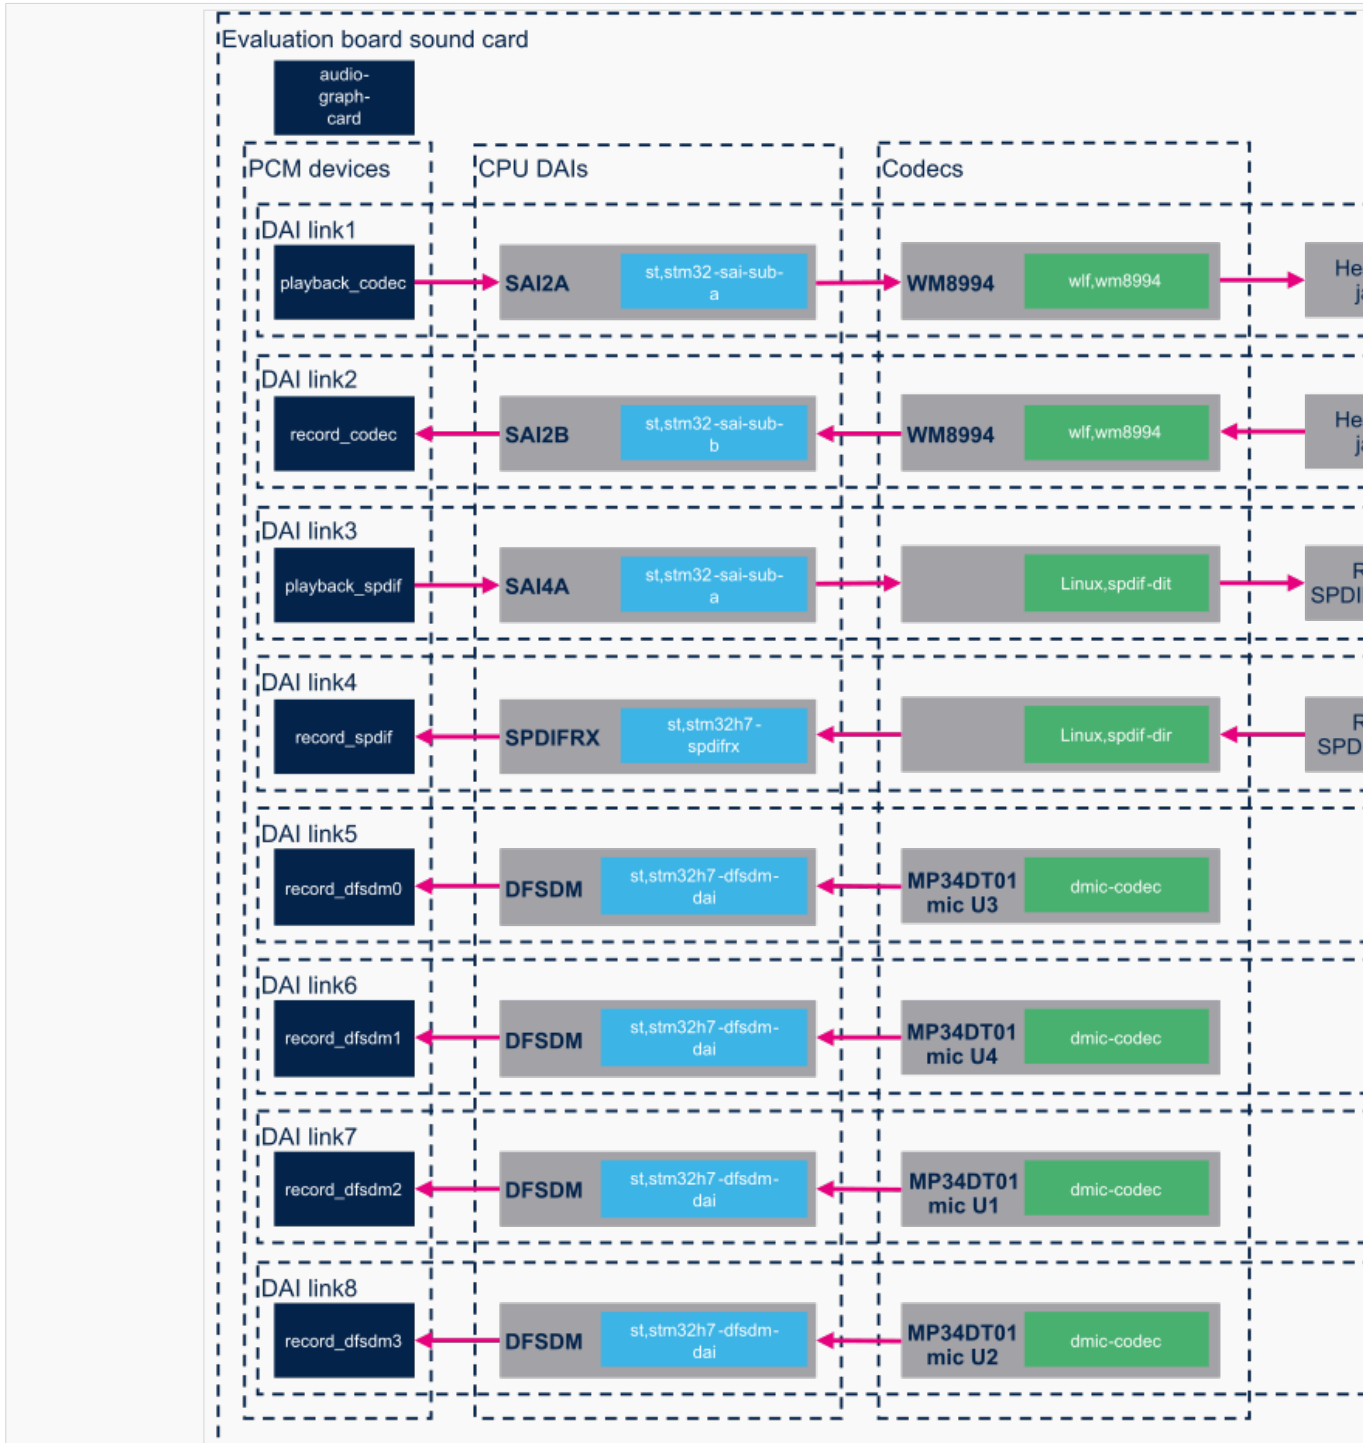 Evaluation board sound card
audio-
graph-
card
PCM devices
CPU DAIs
Codecs
DAI link1
playback_codec
SAI2A
st,stm32-sai-sub-
a
WM8994
wlf,wm8994
DAI link2
record_codec
SAI2B
st,stm32-sai-sub-
b
WM8994
wlf,wm8994
DAI link3
playback_spdif
SAI4A
st,stm32-sai-sub-
a
Linux,spdif-dit
DAI link4
record_spdif
SPDIFRX
st,stm32h7-
spdifrx
Linux,spdif-dir
DAI link5
record_dfsdm0
DFSDM
st,stm32h7-dfsdm-
dai
MP34DT01
mic U3
dmic-codec
DAI link6
record_dfsdm1
DFSDM
st,stm32h7-dfsdm-
dai
MP34DT01
mic U4
dmic-codec
DAI link7
record_dfsdm2
DFSDM
st,stm32h7-dfsdm-
dai
MP34DT01
mic U1
dmic-codec
DAI link8
record_dfsdm3
DFSDM
st,stm32h7-dfsdm-
dai
MP34DT01
mic U2
dmic-codec